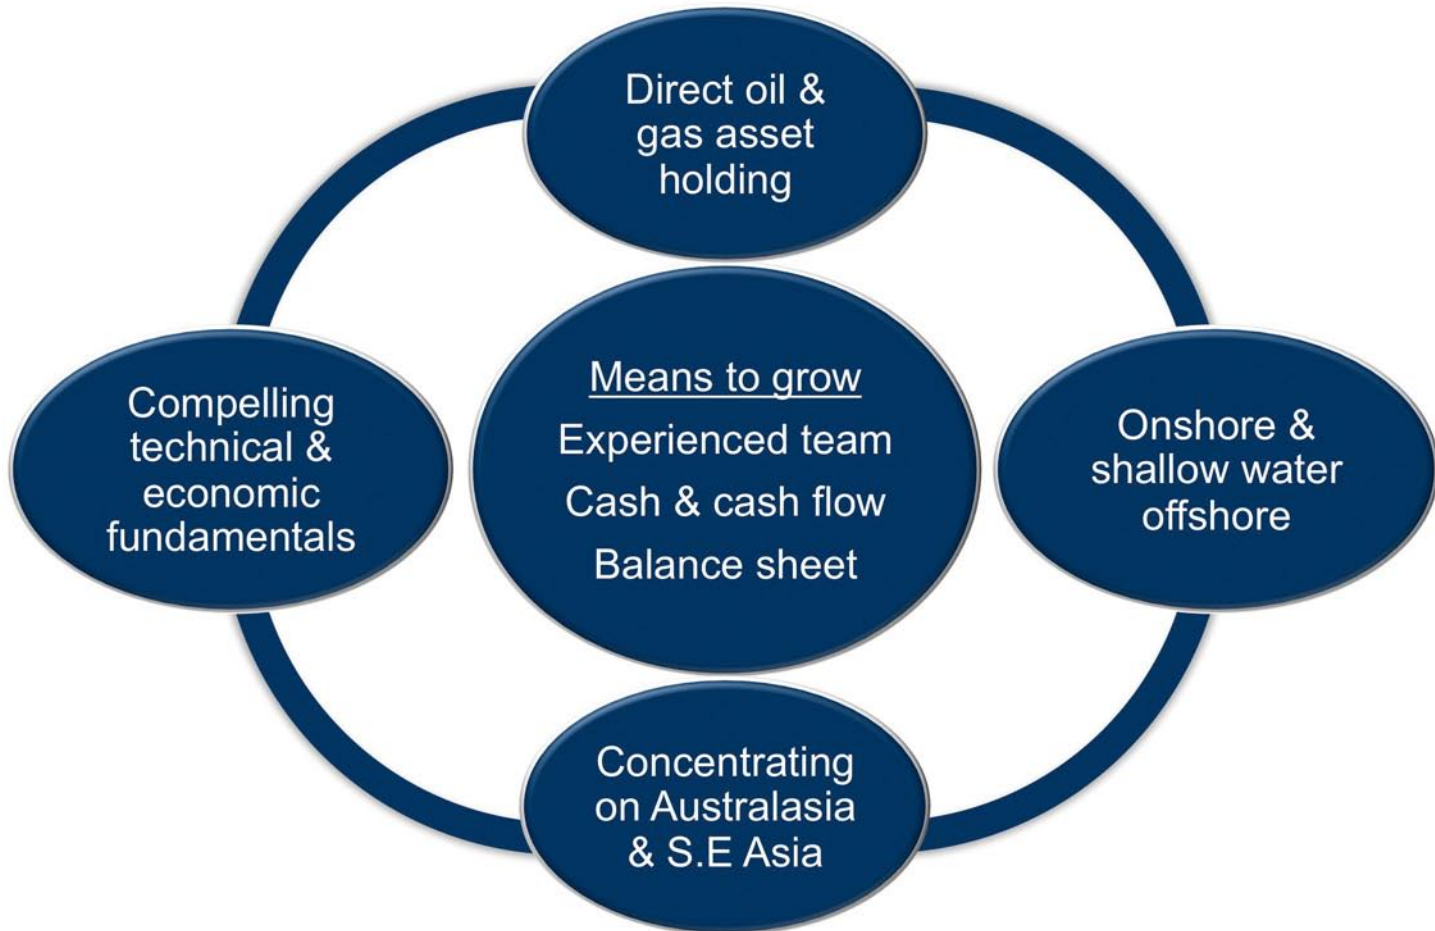 Direct oil &
gas asset
holding
Compelling
technical &
economic
fundamentals
Means to grow
Experienced team
Cash & cash flow
Balance sheet
Onshore &
shallow water
offshore
Concentrating
on Australasia
& S.E Asia